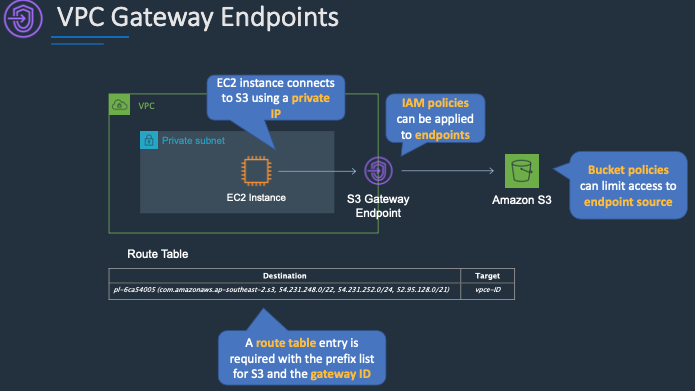 VPC Gateway Endpoints
EC2 instance connects
to S3 using a private
IP
IAM policies
can be applied
to endpoints
VPC
Private subnet
EC2 Instance
S3 Gateway
Endpoint
Amazon S3
Bucket policies
can limit access to
endpoint source
Route Table
Destination
Target
pl-6ca54005 (com.amazonaws.ap-southeast-2.s3, 54.231.248.0/22, 54.231.252.0/24, 52.95.128.0/21)
vpce-ID
A route table entry is
required with the prefix list
for S3 and the gateway ID